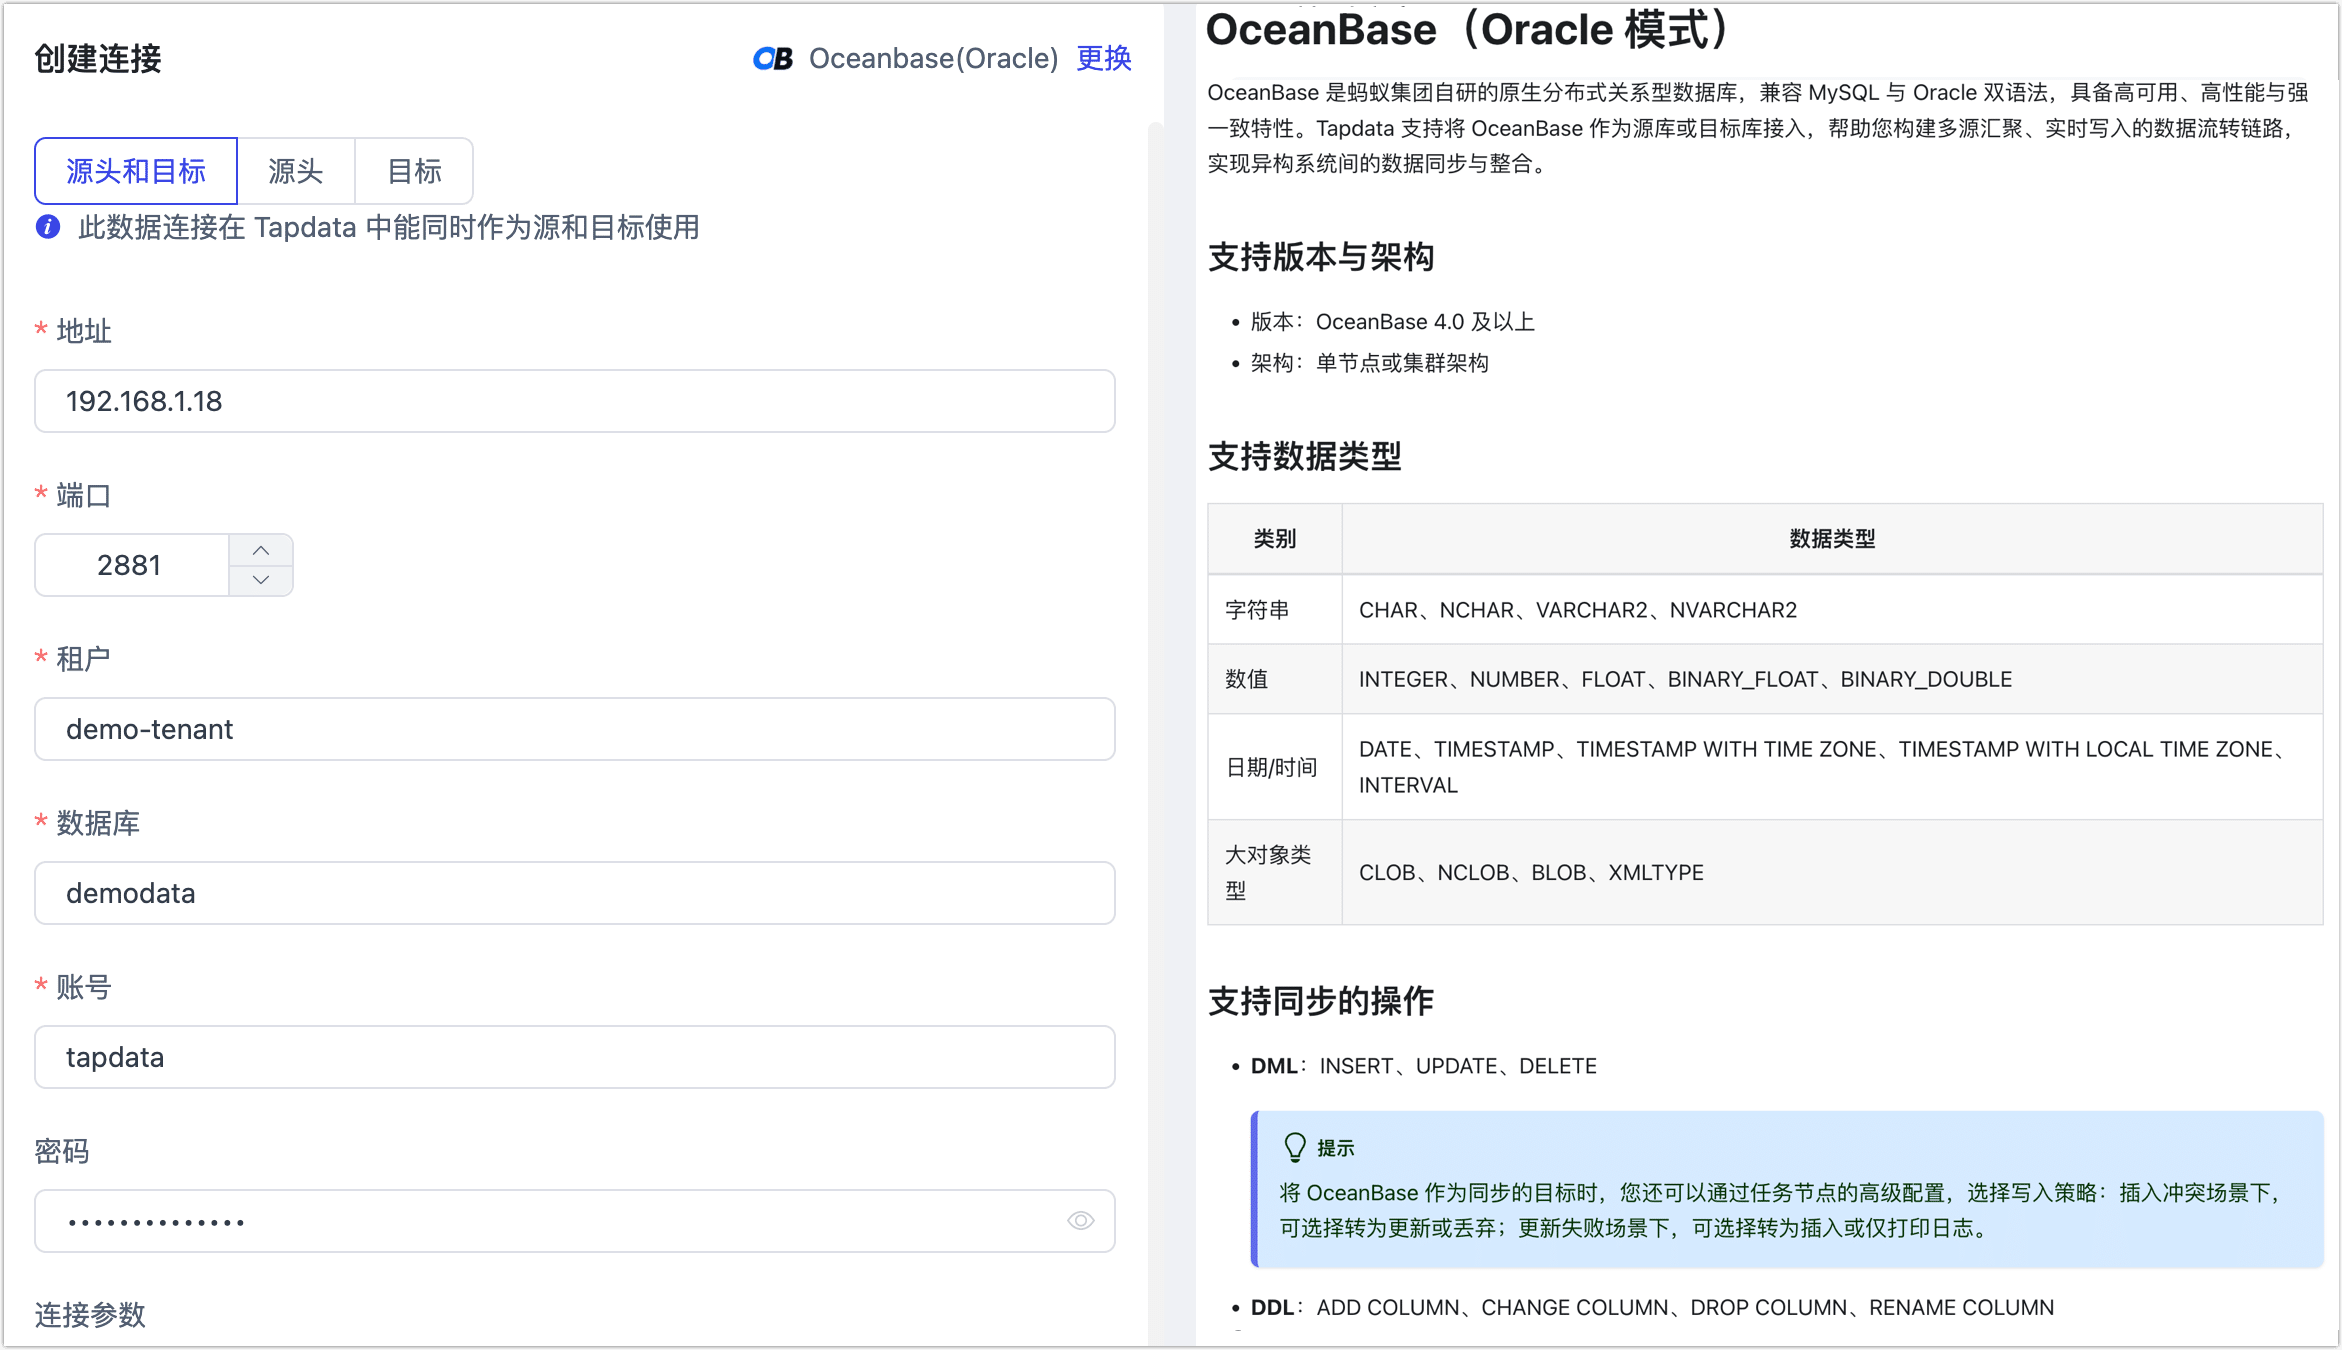 创建连接
OB Oceanbase(Oracle) 更换
源头和目标 源头 目标
此数据连接在 Tapdata 中能同时作为源和目标使用
* 地址
192.168.1.18
* 端口
2881
* 租户
demo-tenant
* 数据库
demodata
* 账号
tapdata
密码
••••••••••••••
连接参数
OceanBase（Oracle 模式）
OceanBase 是蚂蚁集团自研的原生分布式关系型数据库，兼容 MySQL 与 Oracle 双语法，具备高可用、高性能与强
一致特性。Tapdata 支持将 OceanBase 作为源库或目标库接入，帮助您构建多源汇聚、实时写入的数据流转链路，
实现异构系统间的数据同步与整合。
支持版本与架构
• 版本：OceanBase 4.0 及以上
• 架构：单节点或集群架构
支持数据类型
类别 数据类型
字符串 CHAR、NCHAR、VARCHAR2、NVARCHAR2
数值 INTEGER、NUMBER、FLOAT、BINARY_FLOAT、BINARY_DOUBLE
日期/时间 DATE、TIMESTAMP、TIMESTAMP WITH TIME ZONE、TIMESTAMP WITH LOCAL TIME ZONE、
INTERVAL
大对象类
型 CLOB、NCLOB、BLOB、XMLTYPE
支持同步的操作
• DML：INSERT、UPDATE、DELETE
提示
将 OceanBase 作为同步的目标时，您还可以通过任务节点的高级配置，选择写入策略：插入冲突场景下，
可选择转为更新或丢弃；更新失败场景下，可选择转为插入或仅打印日志。
• DDL：ADD COLUMN、CHANGE COLUMN、DROP COLUMN、RENAME COLUMN